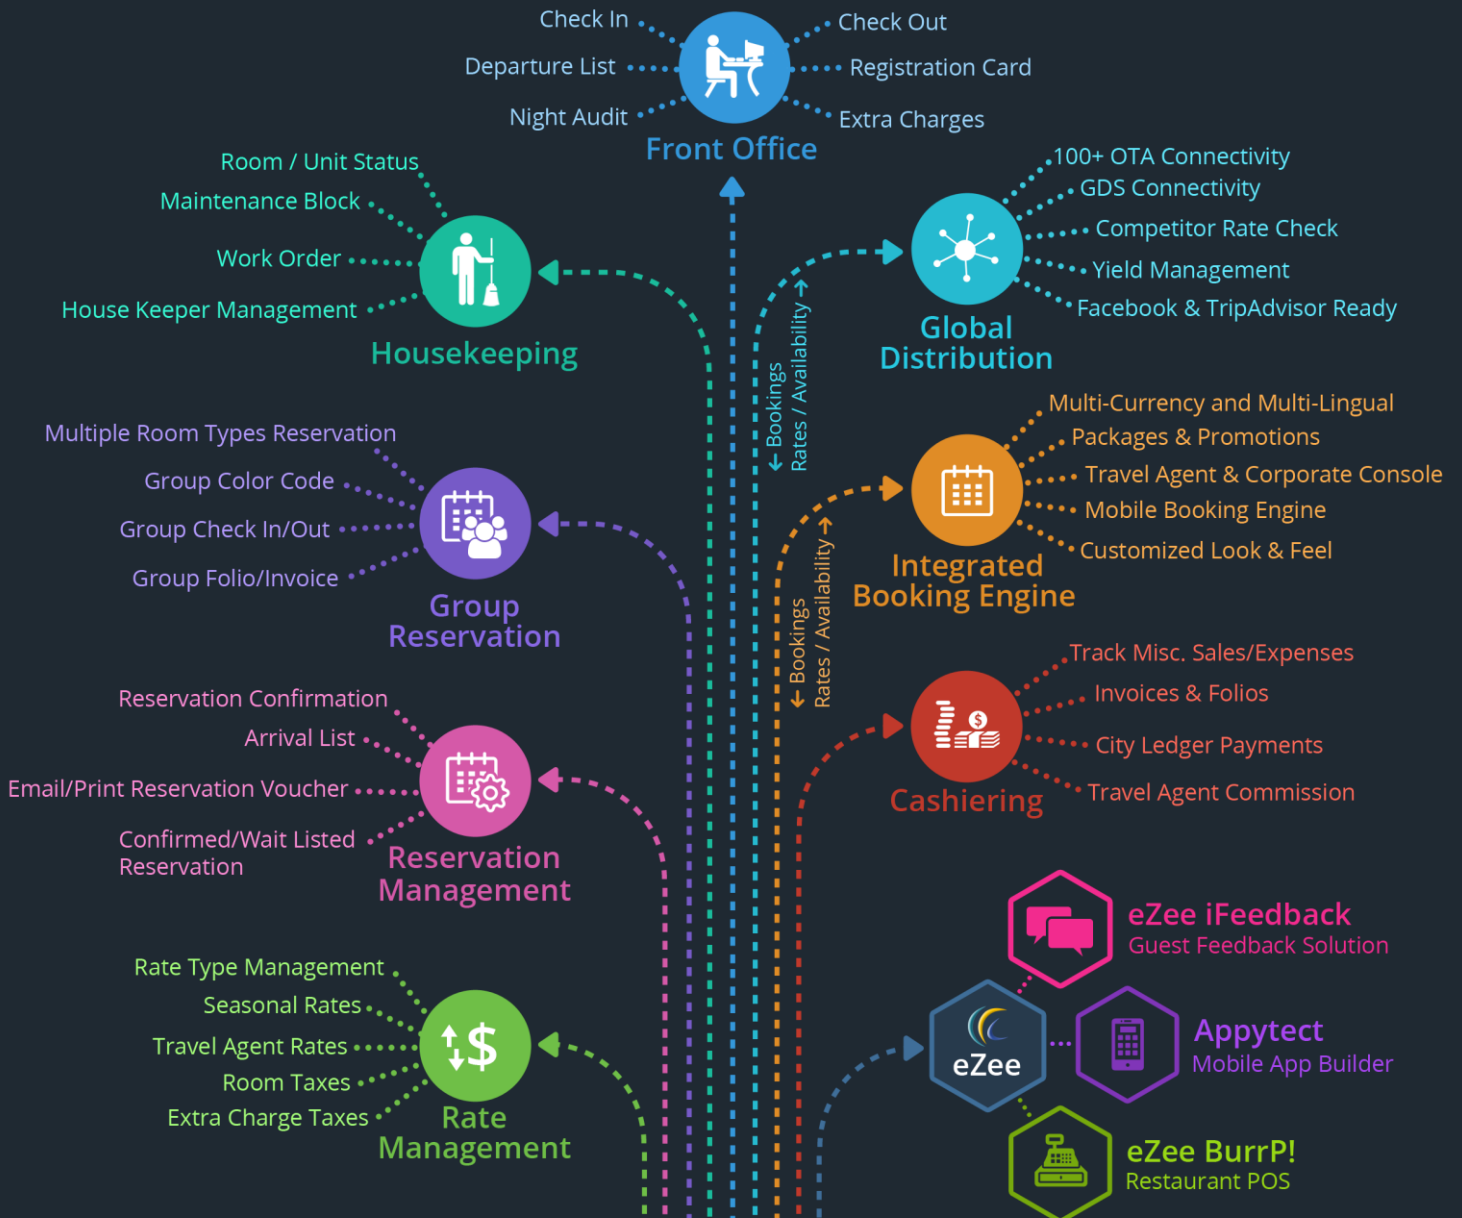 Check In
Departure List
Night Audit
Check Out
Registration Card
Extra Charges
Front Office
Room / Unit Status
Maintenance Block
Work Order
House Keeper Management
Housekeeping
100+ OTA Connectivity
GDS Connectivity
Competitor Rate Check
Yield Management
Facebook & TripAdvisor Ready
Global
Distribution
← Bookings
Rates / Availability →
Multiple Room Types Reservation
Group Color Code
Group Check In/Out
Group Folio/Invoice
Group
Reservation
Multi-Currency and Multi-Lingual
Packages & Promotions
Travel Agent & Corporate Console
Mobile Booking Engine
Customized Look & Feel
Integrated
Booking Engine
← Bookings
Rates / Availability →
Reservation Confirmation
Arrival List
Email/Print Reservation Voucher
Confirmed/Wait Listed
Reservation
Reservation
Management
Track Misc. Sales/Expenses
Invoices & Folios
City Ledger Payments
Travel Agent Commission
Cashiering
Rate Type Management
Seasonal Rates
Travel Agent Rates
Room Taxes
Extra Charge Taxes
Rate
Management
eZee
eZee iFeedback
Guest Feedback Solution
Appytect
Mobile App Builder
eZee BurrP!
Restaurant POS